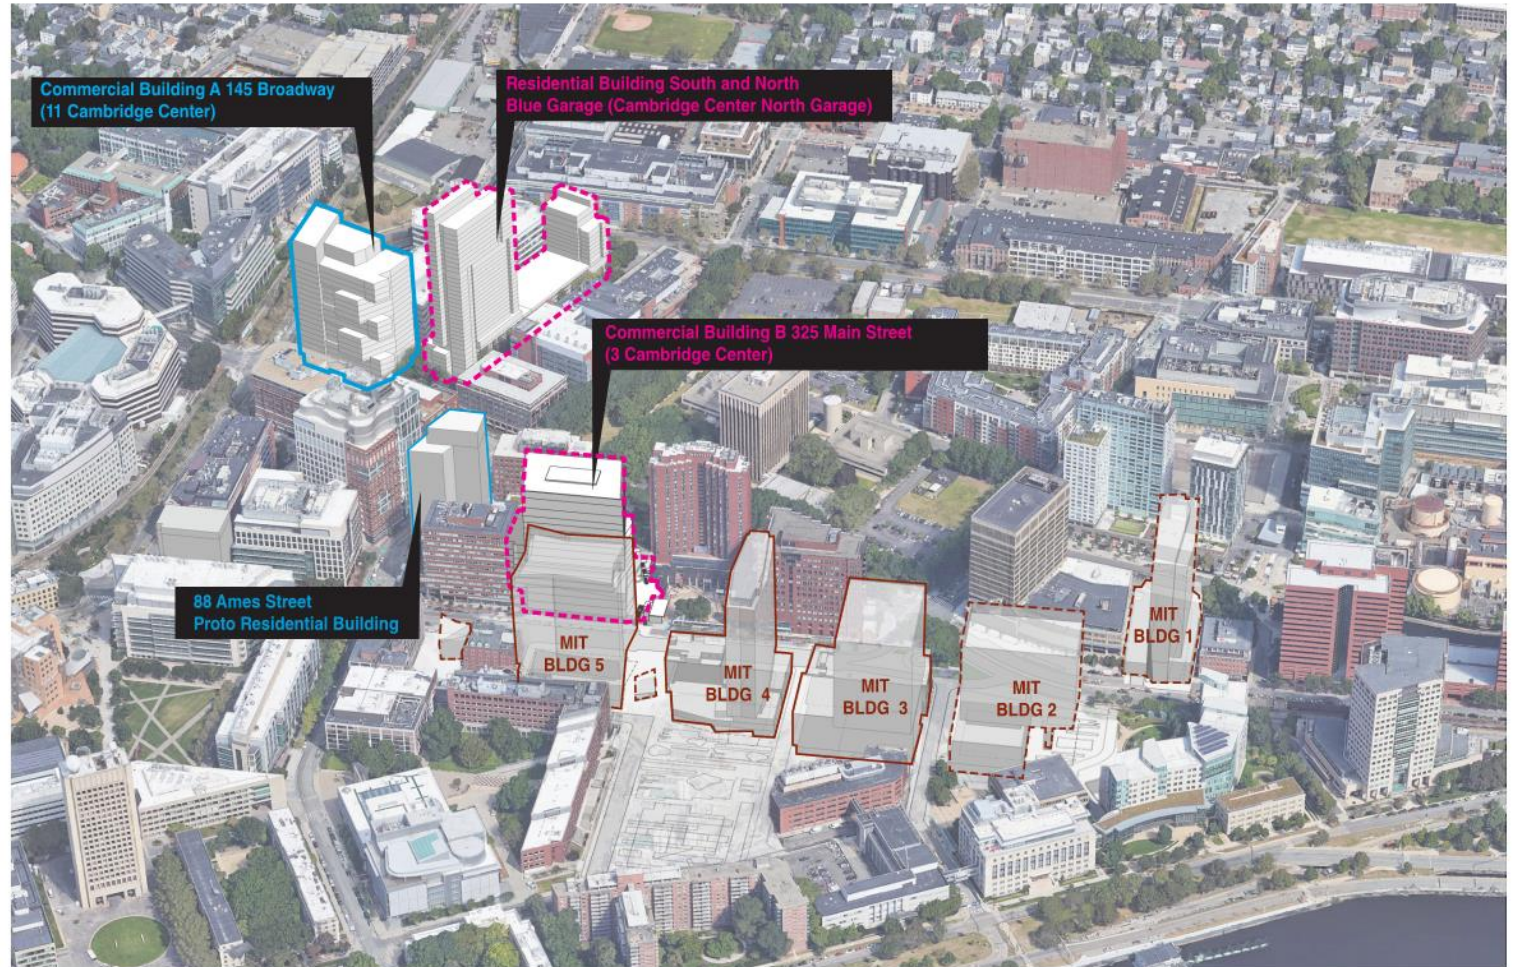 Commercial Building A 145 Broadway
(11 Cambridge Center)
Residential Building South and North
Blue Garage (Cambridge Center North Garage)
Commercial Building B 325 Main Street
(3 Cambridge Center)
88 Ames Street
Proto Residential Building
MIT
BLDG 5
MIT
BLDG 4
MIT
BLDG 3
MIT
BLDG 2
MIT
BLDG 1